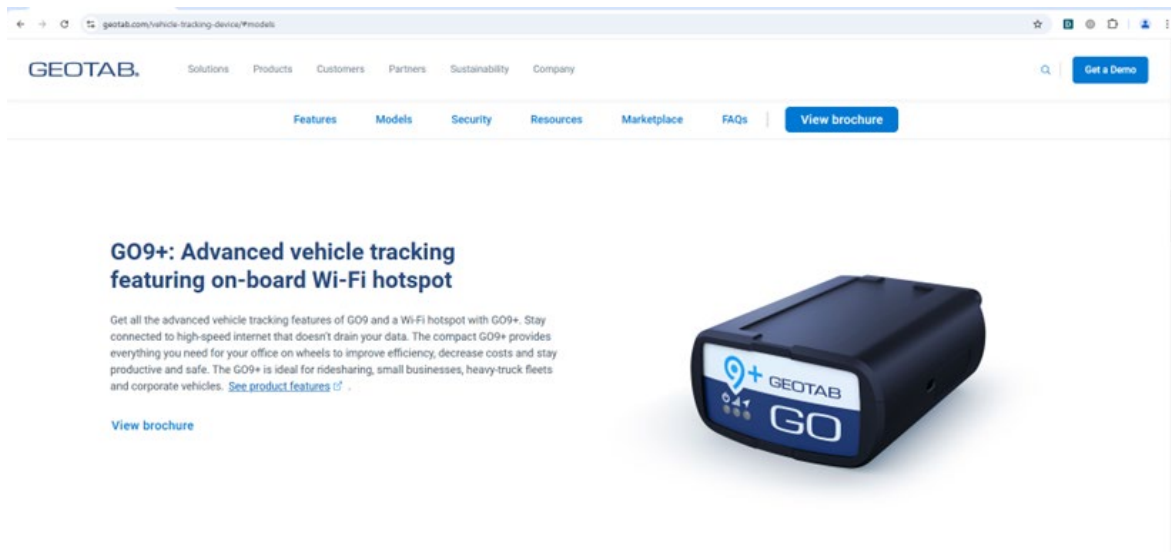 geotab.com/vehicle-tracking-device/#models
GEOTAB.
Solutions Products Customers Partners Sustainability Company
Get a Demo
Features Models Security Resources Marketplace FAQs View brochure
GO9+: Advanced vehicle tracking
featuring on-board Wi-Fi hotspot
Get all the advanced vehicle tracking features of GO9 and a Wi-Fi hotspot with GO9+. Stay
connected to high-speed internet that doesn't drain your data. The compact GO9+ provides
everything you need for your office on wheels to improve efficiency, decrease costs and stay
productive and safe. The GO9+ is ideal for ridesharing, small businesses, heavy-truck fleets
and corporate vehicles. See product features .
View brochure
9+ GEOTAB
GO